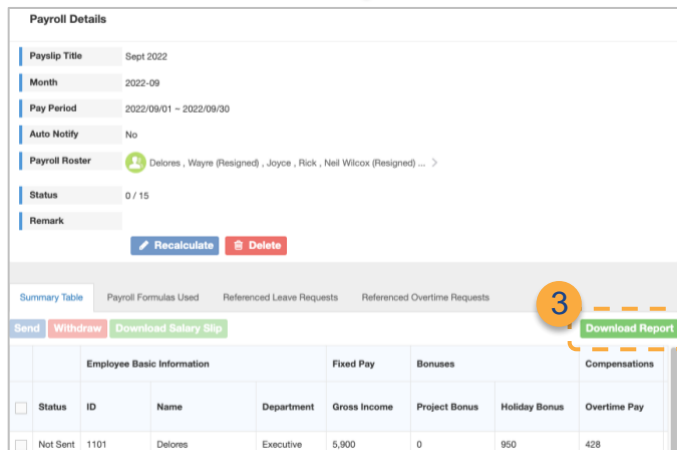 Payroll Details
Payslip Title Sept 2022
Month 2022-09
Pay Period 2022/09/01 ~ 2022/09/30
Auto Notify No
Payroll Roster Delores , Wayre (Resigned) , Joyce , Rick , Neil Wilcox (Resigned) ... >
Status 0 / 15
Remark
Recalculate Delete
Summary Table Payroll Formulas Used Referenced Leave Requests Referenced Overtime Requests
3
Send Withdraw Download Salary Slip Download Report
Employee Basic Information Fixed Pay Bonuses Compensations
Status ID Name Department Gross Income Project Bonus Holiday Bonus Overtime Pay
Not Sent 1101 Delores Executive 5,900 0 950 428